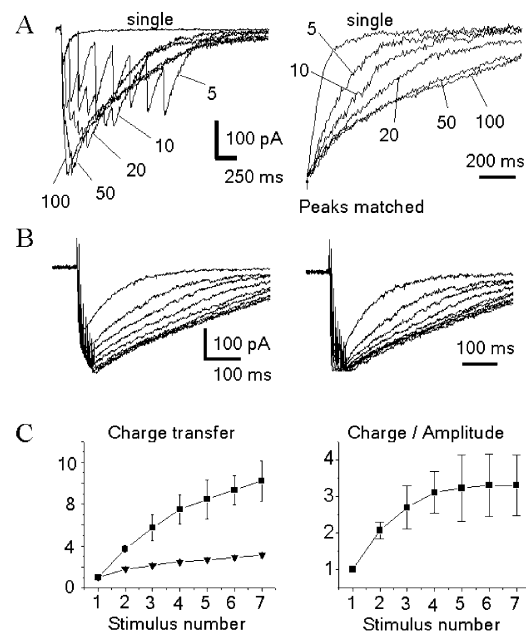 A
single
5
10
20
50
100
100 pA
250 ms
single
5
10
20
50
100
200 ms
Peaks matched
B
100 pA
100 ms
100 ms
C
Charge transfer
10
8
4
0
1 2 3 4 5 6 7
Stimulus number
Charge / Amplitude
4
3
2
1
1 2 3 4 5 6 7
Stimulus number